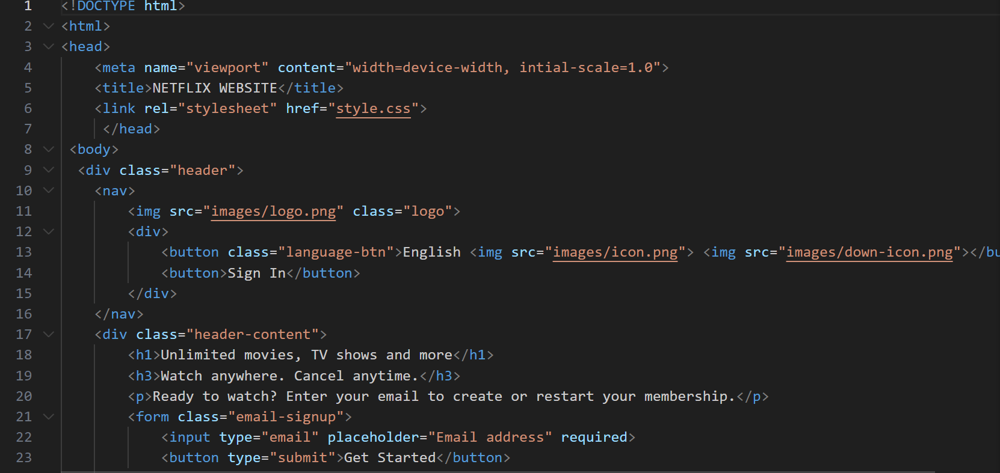 1 <!DOCTYPE html>
2 <html>
3 <head>
4 <meta name="viewport" content="width=device-width, intial-scale=1.0">
5 <title>NETFLIX WEBSITE</title>
6 <link rel="stylesheet" href="style.css">
7 </head>
8 <body>
9 <div class="header">
10 <nav>
11 <img src="images/logo.png" class="logo">
12 <div>
13 <button class="language-btn">English <img src="images/icon.png"> <img src="images/down-icon.png"></bu
14 <button>Sign In</button>
15 </div>
16 </nav>
17 <div class="header-content">
18 <h1>Unlimited movies, TV shows and more</h1>
19 <h3>Watch anywhere. Cancel anytime.</h3>
20 <p>Ready to watch? Enter your email to create or restart your membership.</p>
21 <form class="email-signup">
22 <input type="email" placeholder="Email address" required>
23 <button type="submit">Get Started</button>